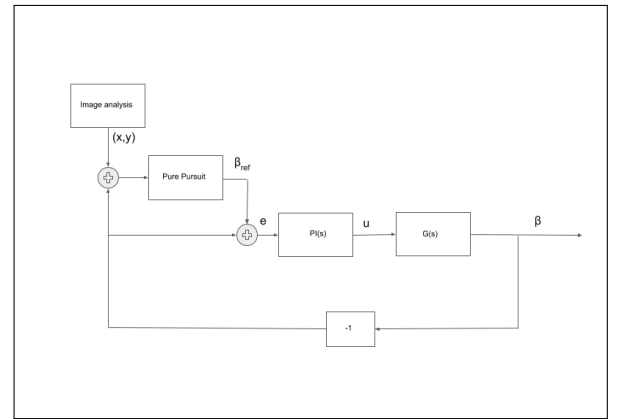 Image analysis
(x,y)
Pure Pursuit
βref
e
PI(s)
u
G(s)
β
-1